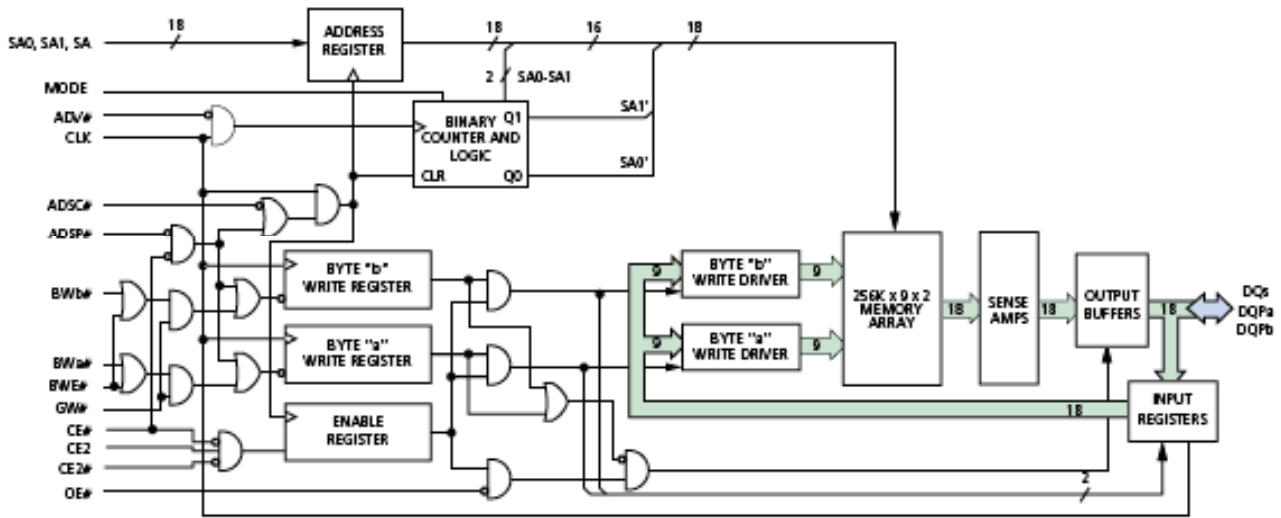 SA0, SA1, SA
18
ADDRESS
REGISTER
18
16
18
2
SA0-SA1
MODE
ADV#
CLK
BINARY
COUNTER AND
LOGIC
Q1
CLR
Q0
SA1'
SA0'
ADSC#
ADSP#
BWb#
BWa#
BWE#
GW#
CE#
CE2
CE2#
OE#
BYTE "b"
WRITE REGISTER
BYTE "a"
WRITE REGISTER
ENABLE
REGISTER
9
BYTE "b"
WRITE DRIVER
9
9
BYTE "a"
WRITE DRIVER
9
256K x 9 x 2
MEMORY
ARRAY
18
SENSE
AMPS
18
OUTPUT
BUFFERS
18
DQs
DQPa
DQPb
INPUT
REGISTERS
18
2